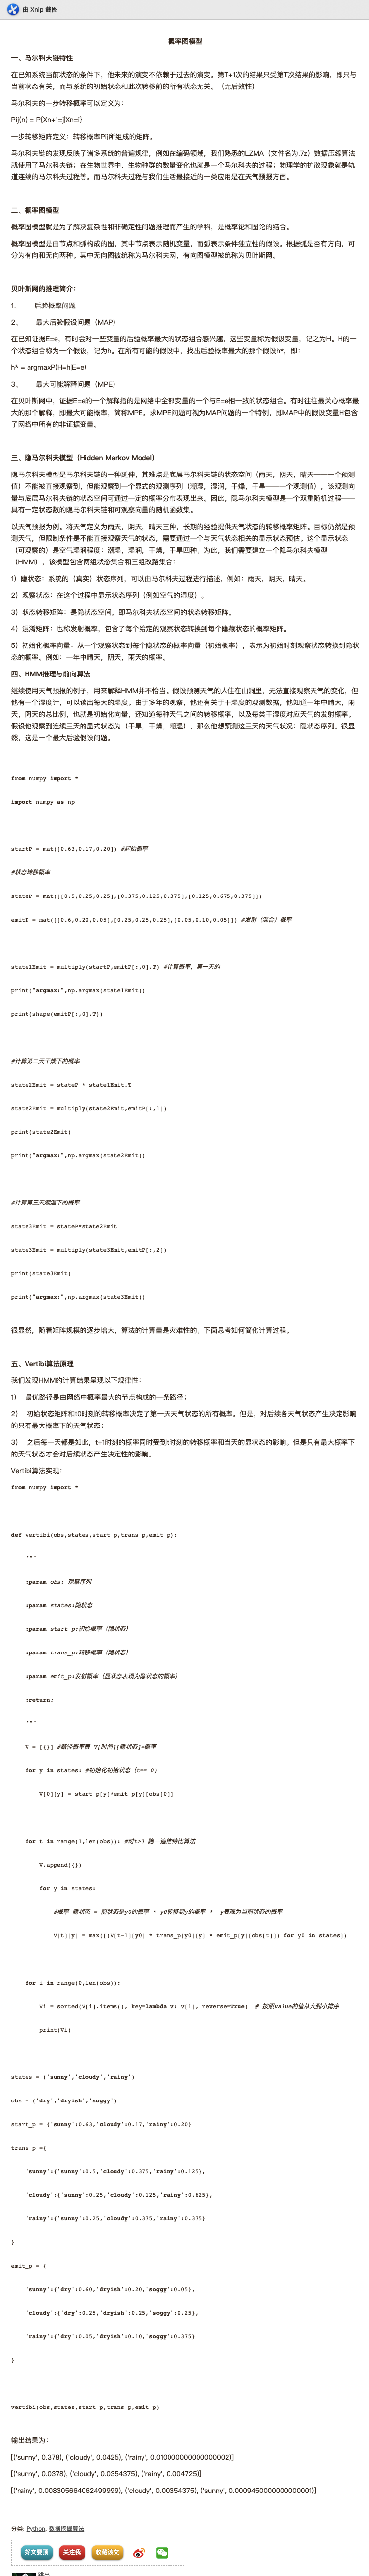 由 Xnip 截图
概率图模型
一、马尔科夫链特性
在已知系统当前状态的条件下，他未来的演变不依赖于过去的演变。第T+1次的结果只受第T次结果的影响，即只与
当前状态有关，而与系统的初始状态和此次转移前的所有状态无关。（无后效性）
马尔科夫的一步转移概率可以定义为：
Pij(n) = P(Xn+1=j|Xn=i)
一步转移矩阵定义：转移概率Pij所组成的矩阵。
马尔科夫链的发现反映了诸多系统的普遍规律，例如在编码领域，我们熟悉的LZMA（文件名为.7z）数据压缩算法
就使用了马尔科夫链；在生物世界中，生物种群的数量变化也就是一个马尔科夫的过程；物理学的扩散现象就是轨
道连续的马尔科夫过程等。而马尔科夫过程与我们生活最接近的一类应用是在天气预报方面。
二、概率图模型
概率图模型就是为了解决复杂性和非确定性问题推理而产生的学科，是概率论和图论的结合。
概率图模型是由节点和弧构成的图，其中节点表示随机变量，而弧表示条件独立性的假设。根据弧是否有方向，可
分为有向和无向两种。其中无向图被统称为马尔科夫网，有向图模型被统称为贝叶斯网。
贝叶斯网的推理简介：
1、 后验概率问题
2、 最大后验假设问题（MAP）
在已知证据E=e，有时会对一些变量的后验概率最大的状态组合感兴趣，这些变量称为假设变量，记之为H。H的一
个状态组合称为一个假设，记为h。在所有可能的假设中，找出后验概率最大的那个假设h*，即：
h* = argmaxP(H=h|E=e)
3、 最大可能解释问题（MPE）
在贝叶斯网中，证据E=e的一个解释指的是网络中全部变量的一个与E=e相一致的状态组合。有时往往最关心概率最
大的那个解释，即最大可能概率，简称MPE。求MPE问题可视为MAP问题的一个特例，即MAP中的假设变量H包含
了网络中所有的非证据变量。
三、隐马尔科夫模型（Hidden Markov Model）
隐马尔科夫模型是马尔科夫链的一种延伸，其难点是底层马尔科夫链的状态空间（雨天，阴天，晴天———个预测
值）不能被直接观察到，但能观察到一个显式的观测序列（潮湿，湿润，干燥，干旱———个观测值），该观测向
量与底层马尔科夫链的状态空间可通过一定的概率分布表现出来。因此，隐马尔科夫模型是一个双重随机过程——
具有一定状态数的隐马尔科夫链和可观察向量的随机函数集。
以天气预报为例。将天气定义为雨天，阴天，晴天三种，长期的经验提供天气状态的转移概率矩阵。目标仍然是预
测天气，但限制条件是不能直接观察天气的状态，需要通过一个与天气状态相关的显示状态预估。这个显示状态
（可观察的）是空气湿润程度：潮湿，湿润，干燥，干旱四种。为此，我们需要建立一个隐马尔科夫模型
（HMM），该模型包含两组状态集合和三组改路集合：
1）隐状态：系统的（真实）状态序列，可以由马尔科夫过程进行描述，例如：雨天，阴天，晴天。
2）观察状态：在这个过程中显示状态序列（例如空气的湿度）。
3）状态转移矩阵：是隐状态空间，即马尔科夫状态空间的状态转移矩阵。
4）混淆矩阵：也称发射概率，包含了每个给定的观察状态转换到每个隐藏状态的概率矩阵。
5）初始化概率向量：从一个观察状态到每个隐状态的概率向量（初始概率），表示为初始时刻观察状态转换到隐状
态的概率。例如：一年中晴天，阴天，雨天的概率。
四、HMM推理与前向算法
继续使用天气预报的例子，用来解释HMM并不恰当。假设预测天气的人住在山洞里，无法直接观察天气的变化，但
他有一个湿度计，可以读出每天的湿度。由于多年的观察，他还有关于干湿度的观测数据，他知道一年中晴天，雨
天，阴天的总比例，也就是初始化向量，还知道每种天气之间的转移概率，以及每类干湿度对应天气的发射概率。
假设他观察到连续三天的显式状态为（干旱，干燥，潮湿），那么他想预测这三天的天气状况：隐状态序列。很显
然，这是一个最大后验假设问题。
from numpy import *
import numpy as np
startP = mat([0.63,0.17,0.20]) #起始概率
#状态转移概率
stateP = mat([[0.5,0.25,0.25],[0.375,0.125,0.375],[0.125,0.675,0.375]])
emitP = mat([[0.6,0.20,0.05],[0.25,0.25,0.25],[0.05,0.10,0.05]]) #发射（混合）概率
state1Emit = multiply(startP,emitP[:,0].T) #计算概率，第一天的
print("argmax:",np.argmax(state1Emit))
print(shape(emitP[:,0].T))
#计算第二天干燥下的概率
state2Emit = stateP * state1Emit.T
state2Emit = multiply(state2Emit,emitP[:,1])
print(state2Emit)
print("argmax:",np.argmax(state2Emit))
#计算第三天潮湿下的概率
state3Emit = stateP*state2Emit
state3Emit = multiply(state3Emit,emitP[:,2])
print(state3Emit)
print("argmax:",np.argmax(state3Emit))
很显然，随着矩阵规模的逐步增大，算法的计算量是灾难性的。下面思考如何简化计算过程。
五、Vertibi算法原理
我们发现HMM的计算结果呈现以下规律性：
1） 最优路径是由网络中概率最大的节点构成的一条路径；
2） 初始状态矩阵和t0时刻的转移概率决定了第一天天气状态的所有概率。但是，对后续各天气状态产生决定影响
的只有最大概率下的天气状态；
3） 之后每一天都是如此，t+1时刻的概率同时受到t时刻的转移概率和当天的显状态的影响。但是只有最大概率下
的天气状态才会对后续状态产生决定性的影响。
Vertibi算法实现：
from numpy import *
def vertibi(obs,states,start_p,trans_p,emit_p):
"""
:param obs: 观察序列
:param states:隐状态
:param start_p:初始概率（隐状态）
:param trans_p:转移概率（隐状态）
:param emit_p:发射概率（显状态表现为隐状态的概率）
:return:
"""
V = [{}] #路径概率表 V[时间][隐状态]=概率
for y in states: #初始化初始状态（t== 0）
V[0][y] = start_p[y]*emit_p[y][obs[0]]
for t in range(1,len(obs)): #对t>0 跑一遍维特比算法
V.append({})
for y in states:
#概率 隐状态 = 前状态是y0的概率 * y0转移到y的概率 * y表现为当前状态的概率
V[t][y] = max([(V[t-1][y0] * trans_p[y0][y] * emit_p[y][obs[t]]) for y0 in states])
for i in range(0,len(obs)):
Vi = sorted(V[i].items(), key=lambda v: v[1], reverse=True) # 按照value的值从大到小排序
print(Vi)
states = ('sunny','cloudy','rainy')
obs = ('dry','dryish','soggy')
start_p = {'sunny':0.63,'cloudy':0.17,'rainy':0.20}
trans_p ={
'sunny':{'sunny':0.5,'cloudy':0.375,'rainy':0.125},
'cloudy':{'sunny':0.25,'cloudy':0.125,'rainy':0.625},
'rainy':{'sunny':0.25,'cloudy':0.375,'rainy':0.375}
}
emit_p = {
'sunny':{'dry':0.60,'dryish':0.20,'soggy':0.05},
'cloudy':{'dry':0.25,'dryish':0.25,'soggy':0.25},
'rainy':{'dry':0.05,'dryish':0.10,'soggy':0.375}
}
vertibi(obs,states,start_p,trans_p,emit_p)
输出结果为：
[('sunny', 0.378), ('cloudy', 0.0425), ('rainy', 0.010000000000000002)]
[('sunny', 0.0378), ('cloudy', 0.0354375), ('rainy', 0.004725)]
[('rainy', 0.008305664062499999), ('cloudy', 0.00354375), ('sunny', 0.0009450000000000001)]
分类: Python, 数据挖掘算法
好文要顶 关注我 收藏该文